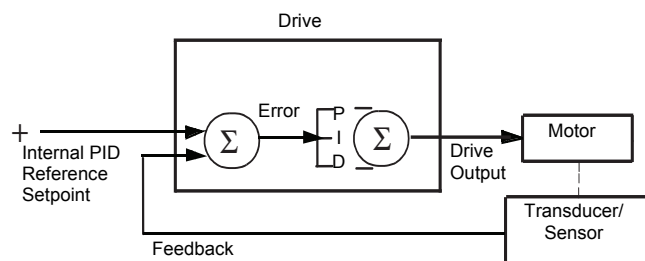 Drive
Error
P
I
D
Σ
Σ
+
Internal PID
Reference
Setpoint
Drive
Output
Motor
Transducer/
Sensor
Feedback